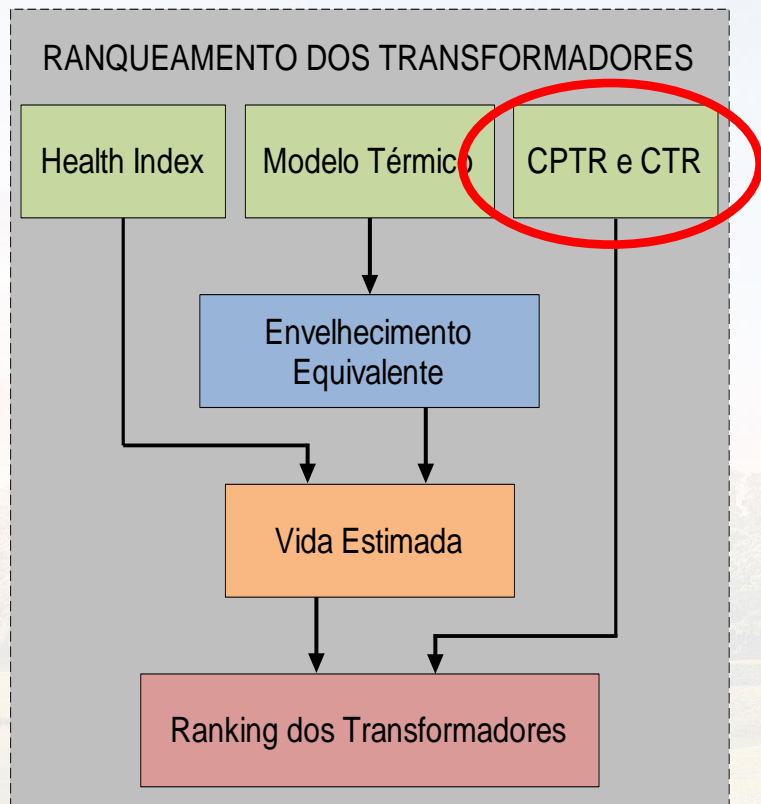 RANQUEAMENTO DOS TRANSFORMADORES
Health Index
Modelo Térmico
CPTR e CTR
Envelhecimento
Equivalente
Vida Estimada
Ranking dos Transformadores